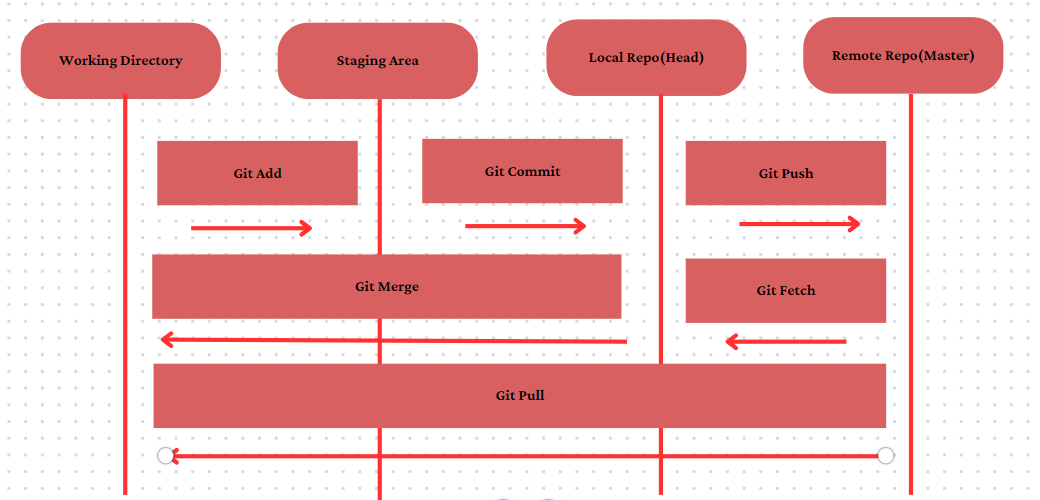 Working Directory
Staging Area
Local Repo(Head)
Remote Repo(Master)
Git Add
Git Commit
Git Push
Git Merge
Git Fetch
Git Pull